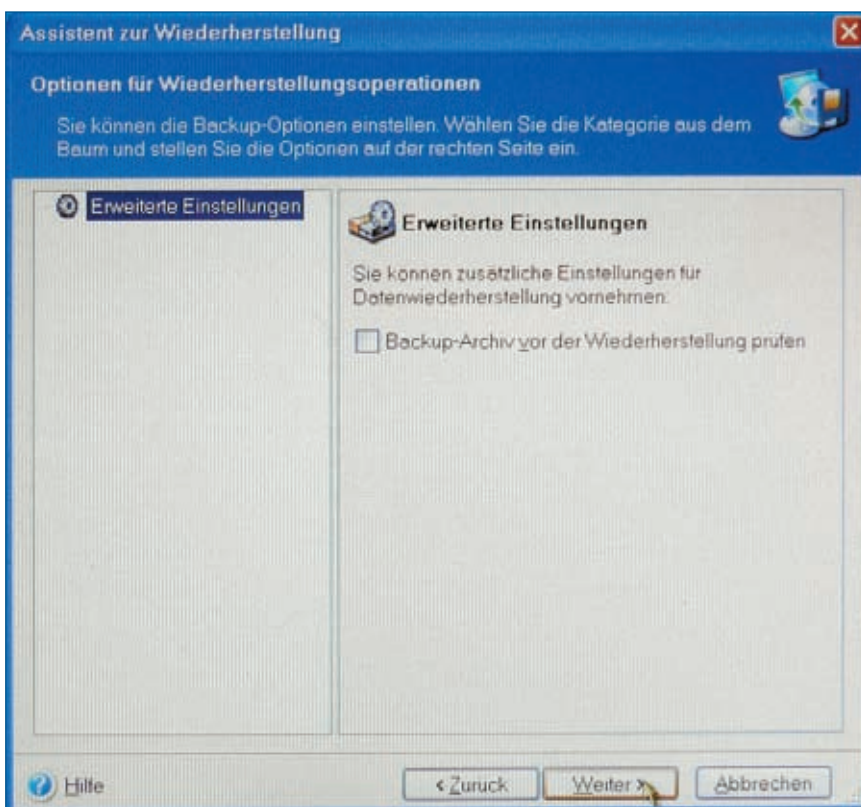 Assistent zur Wiederherstellung
Optionen für Wiederherstellungsoperationen
Sie können die Backup-Optionen einstellen. Wählen Sie die Kategorie aus dem
Baum und stellen Sie die Optionen auf der rechten Seite ein.
Erweiterte Einstellungen
Erweiterte Einstellungen
Sie können zusätzliche Einstellungen für
Datenwiederherstellung vornehmen:
Backup-Archiv vor der Wiederherstellung prüfen
Hilfe
< Zurück
Weiter >
Abbrechen